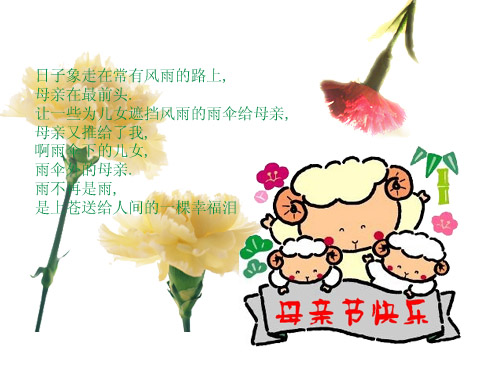 日子象走在常有风雨的路上,
母亲在最前头.
让一些为儿女遮挡风雨的雨伞给母亲,
母亲又推给了我,
啊雨伞下的儿女,
雨伞外的母亲.
雨不再是雨,
是上苍送给人间的一棵幸福泪
母亲节快乐